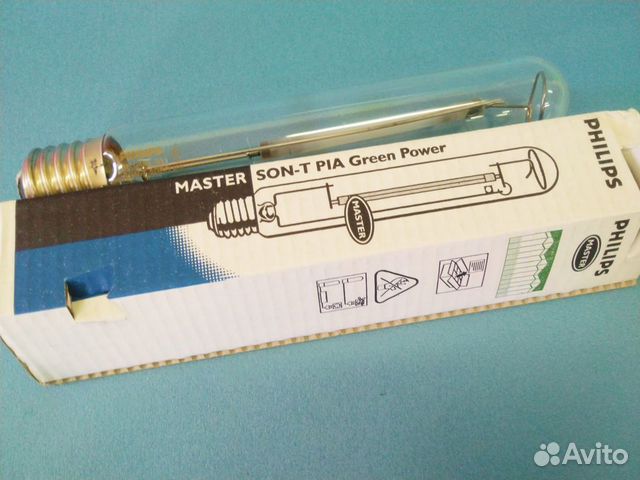 MASTER SON-T PIA Green Power
PHILIPS
MASTER
MASTER
PHILIPS
Avito